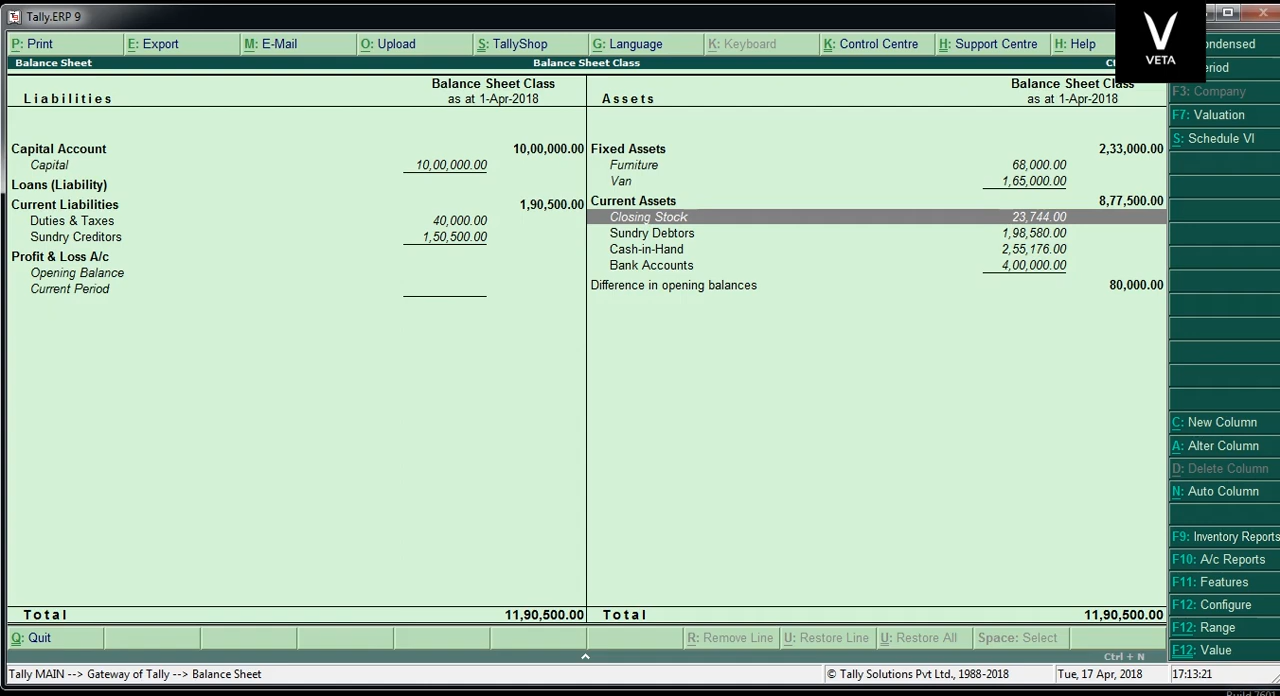 Tally.ERP 9
P: Print E: Export M: E-Mail O: Upload S: TallyShop G: Language K: Keyboard K: Control Centre H: Support Centre H: Help
VETA
Balance Sheet Balance Sheet Class
Liabilities Balance Sheet Class as at 1-Apr-2018
Assets Balance Sheet Class as at 1-Apr-2018
Capital Account 10,00,000.00
Capital 10,00,000.00
Loans (Liability)
Current Liabilities 1,90,500.00
Duties & Taxes 40,000.00
Sundry Creditors 1,50,500.00
Profit & Loss A/c
Opening Balance
Current Period
Fixed Assets 2,33,000.00
Furniture 68,000.00
Van 1,65,000.00
Current Assets 8,77,500.00
Closing Stock 23,744.00
Sundry Debtors 1,98,580.00
Cash-in-Hand 2,55,176.00
Bank Accounts 4,00,000.00
Difference in opening balances 80,000.00
Total 11,90,500.00 Total 11,90,500.00
F3: Company
F7: Valuation
S: Schedule VI
C: New Column
A: Alter Column
D: Delete Column
N: Auto Column
F9: Inventory Reports
F10: A/c Reports
F11: Features
F12: Configure
F12: Range
F12: Value
Q: Quit R: Remove Line U: Restore Line U: Restore All Space: Select
Ctrl + N
Tally MAIN --> Gateway of Tally --> Balance Sheet © Tally Solutions Pvt Ltd., 1988-2018 Tue, 17 Apr, 2018 17:13:21